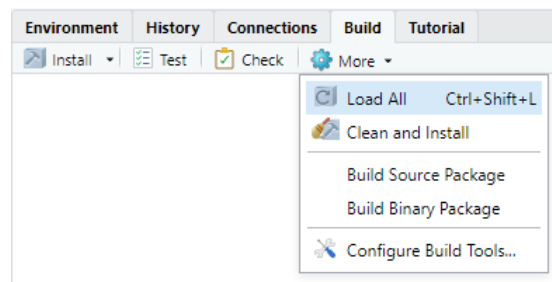 Environment History Connections Build Tutorial
Install Test Check More
Load All Ctrl+Shift+L
Clean and Install
Build Source Package
Build Binary Package
Configure Build Tools...